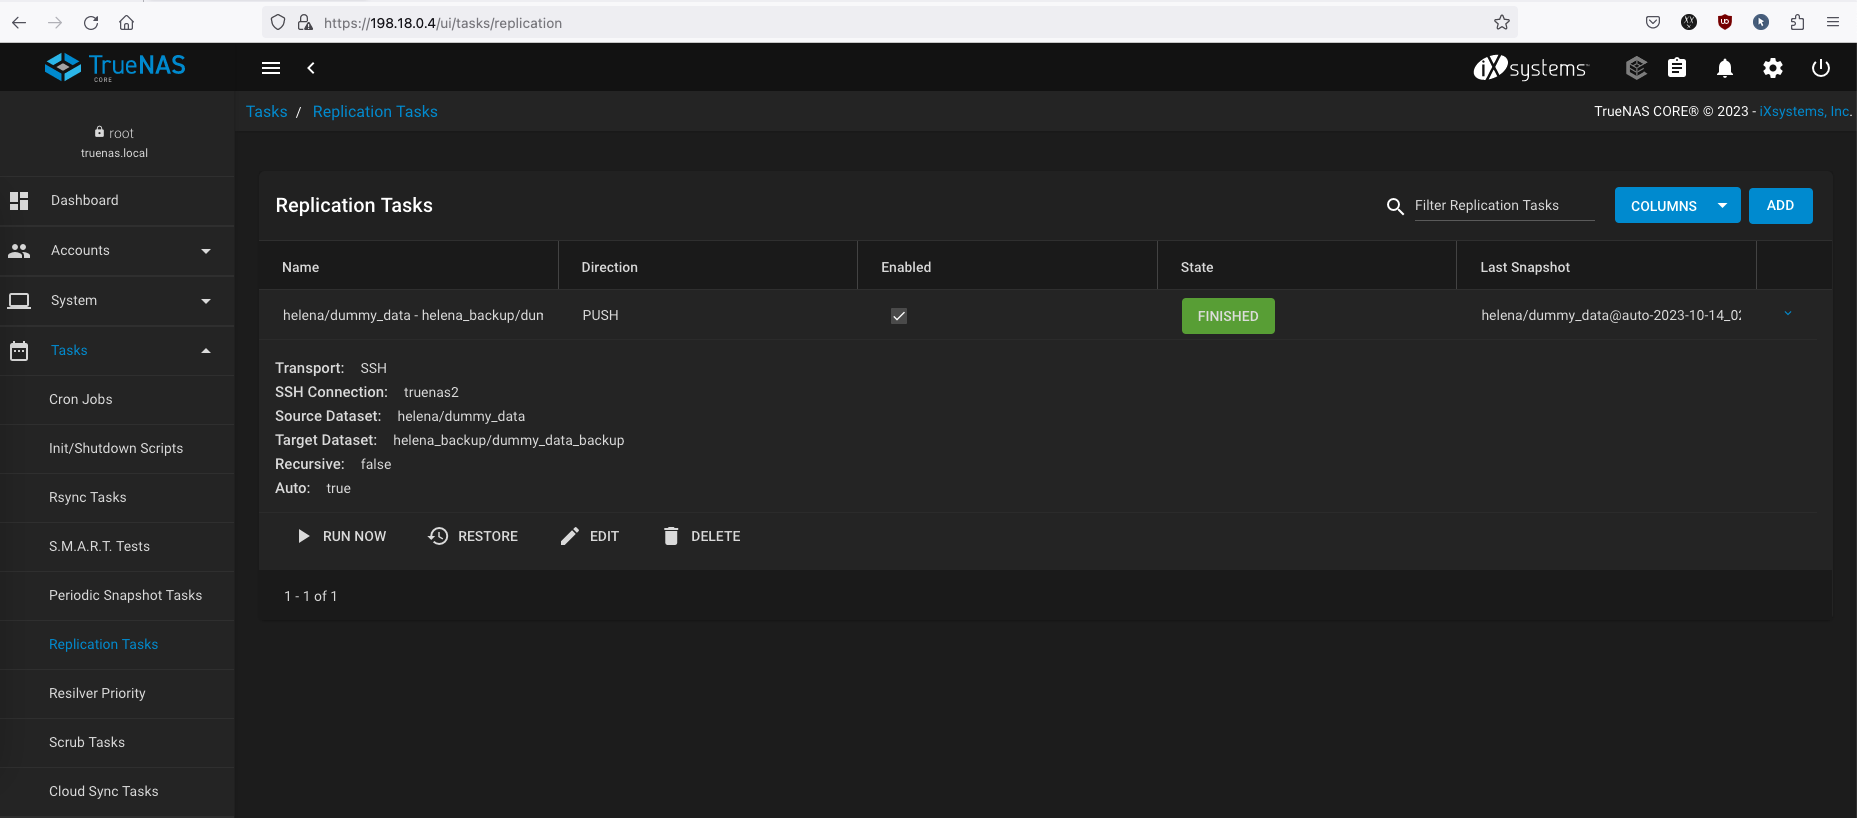 https://198.18.0.4/ui/tasks/replication
TrueNAS
CORE
iXsystems™
root
truenas.local
Tasks / Replication Tasks
TrueNAS CORE® © 2023 - iXsystems, Inc.
Dashboard
Accounts
System
Tasks
Cron Jobs
Init/Shutdown Scripts
Rsync Tasks
S.M.A.R.T. Tests
Periodic Snapshot Tasks
Replication Tasks
Resilver Priority
Scrub Tasks
Cloud Sync Tasks
Replication Tasks
Filter Replication Tasks
COLUMNS
ADD
Name Direction Enabled State Last Snapshot
helena/dummy_data - helena_backup/dun PUSH FINISHED helena/dummy_data@auto-2023-10-14_02
Transport: SSH
SSH Connection: truenas2
Source Dataset: helena/dummy_data
Target Dataset: helena_backup/dummy_data_backup
Recursive: false
Auto: true
RUN NOW RESTORE EDIT DELETE
1 - 1 of 1